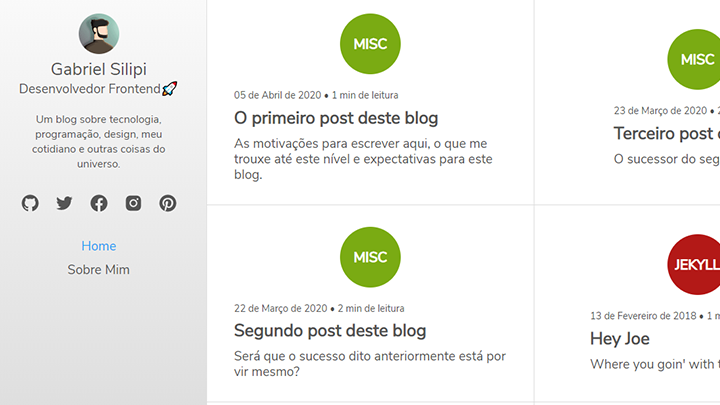 Gabriel Silipi
Desenvolvedor Frontend🚀
Um blog sobre tecnologia,
programação, design, meu
cotidiano e outras coisas do
universo.
Home
Sobre Mim
MISC
05 de Abril de 2020 • 1 min de leitura
O primeiro post deste blog
As motivações para escrever aqui, o que me
trouxe até este nível e expectativas para este
blog.
MISC
23 de Março de 2020 • 2
Terceiro post d
O sucessor do seg
MISC
22 de Março de 2020 • 2 min de leitura
Segundo post deste blog
Será que o sucesso dito anteriormente está por
vir mesmo?
JEKYLL
13 de Fevereiro de 2018 • 1 m
Hey Joe
Where you goin' with t